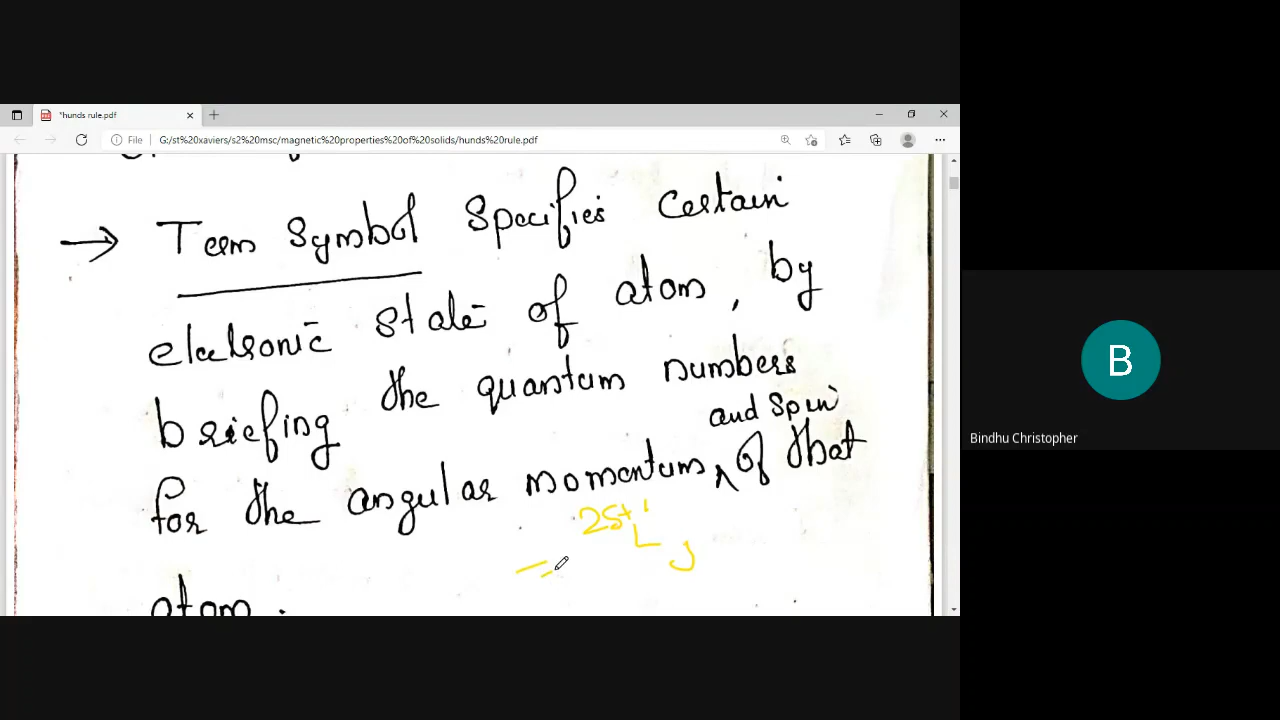 *hunds rule.pdf
File G:/st%20xaviers/s2%20msc/magnetic%20properties%20of%20solids/hunds%20rule.pdf
→ Term Symbol Specifies Certain
electronic state of atom, by
briefing the quantum numbers
and Spin
for the angular momentum ^ of that
2S+1
L
J
=
atom.
B
Bindhu Christopher